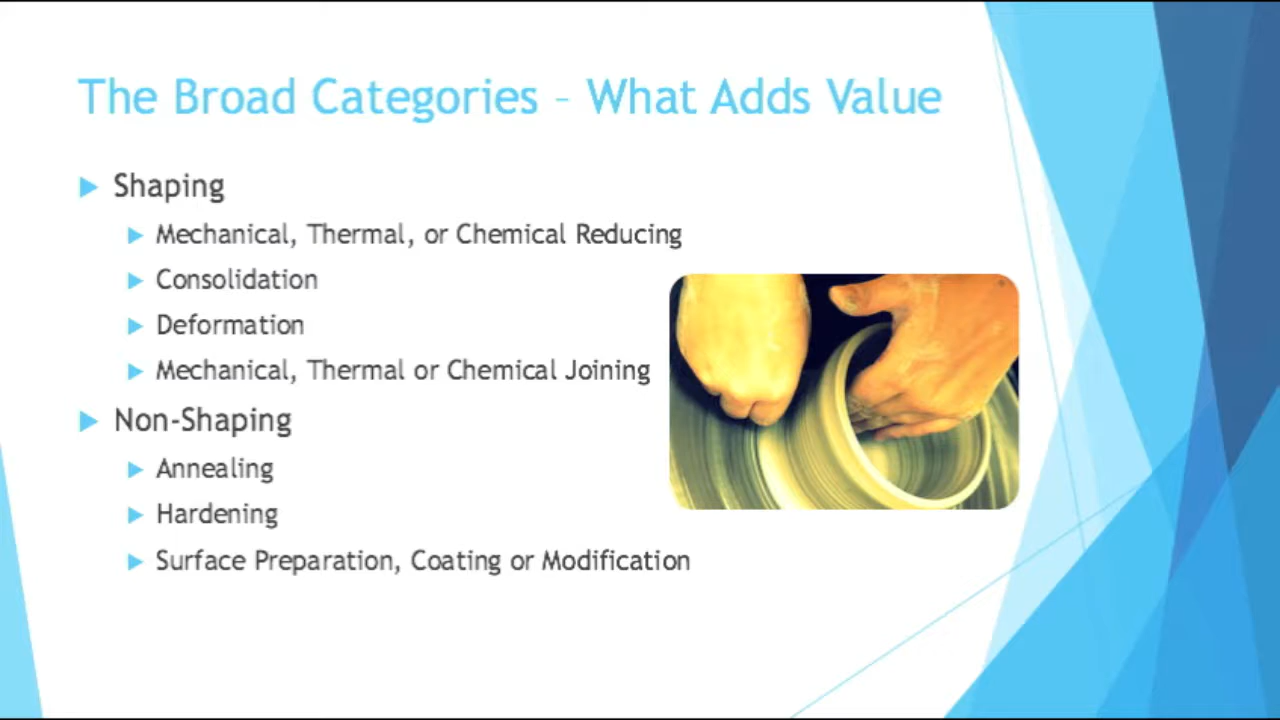 The Broad Categories – What Adds Value
Shaping
Mechanical, Thermal, or Chemical Reducing
Consolidation
Deformation
Mechanical, Thermal or Chemical Joining
Non-Shaping
Annealing
Hardening
Surface Preparation, Coating or Modification